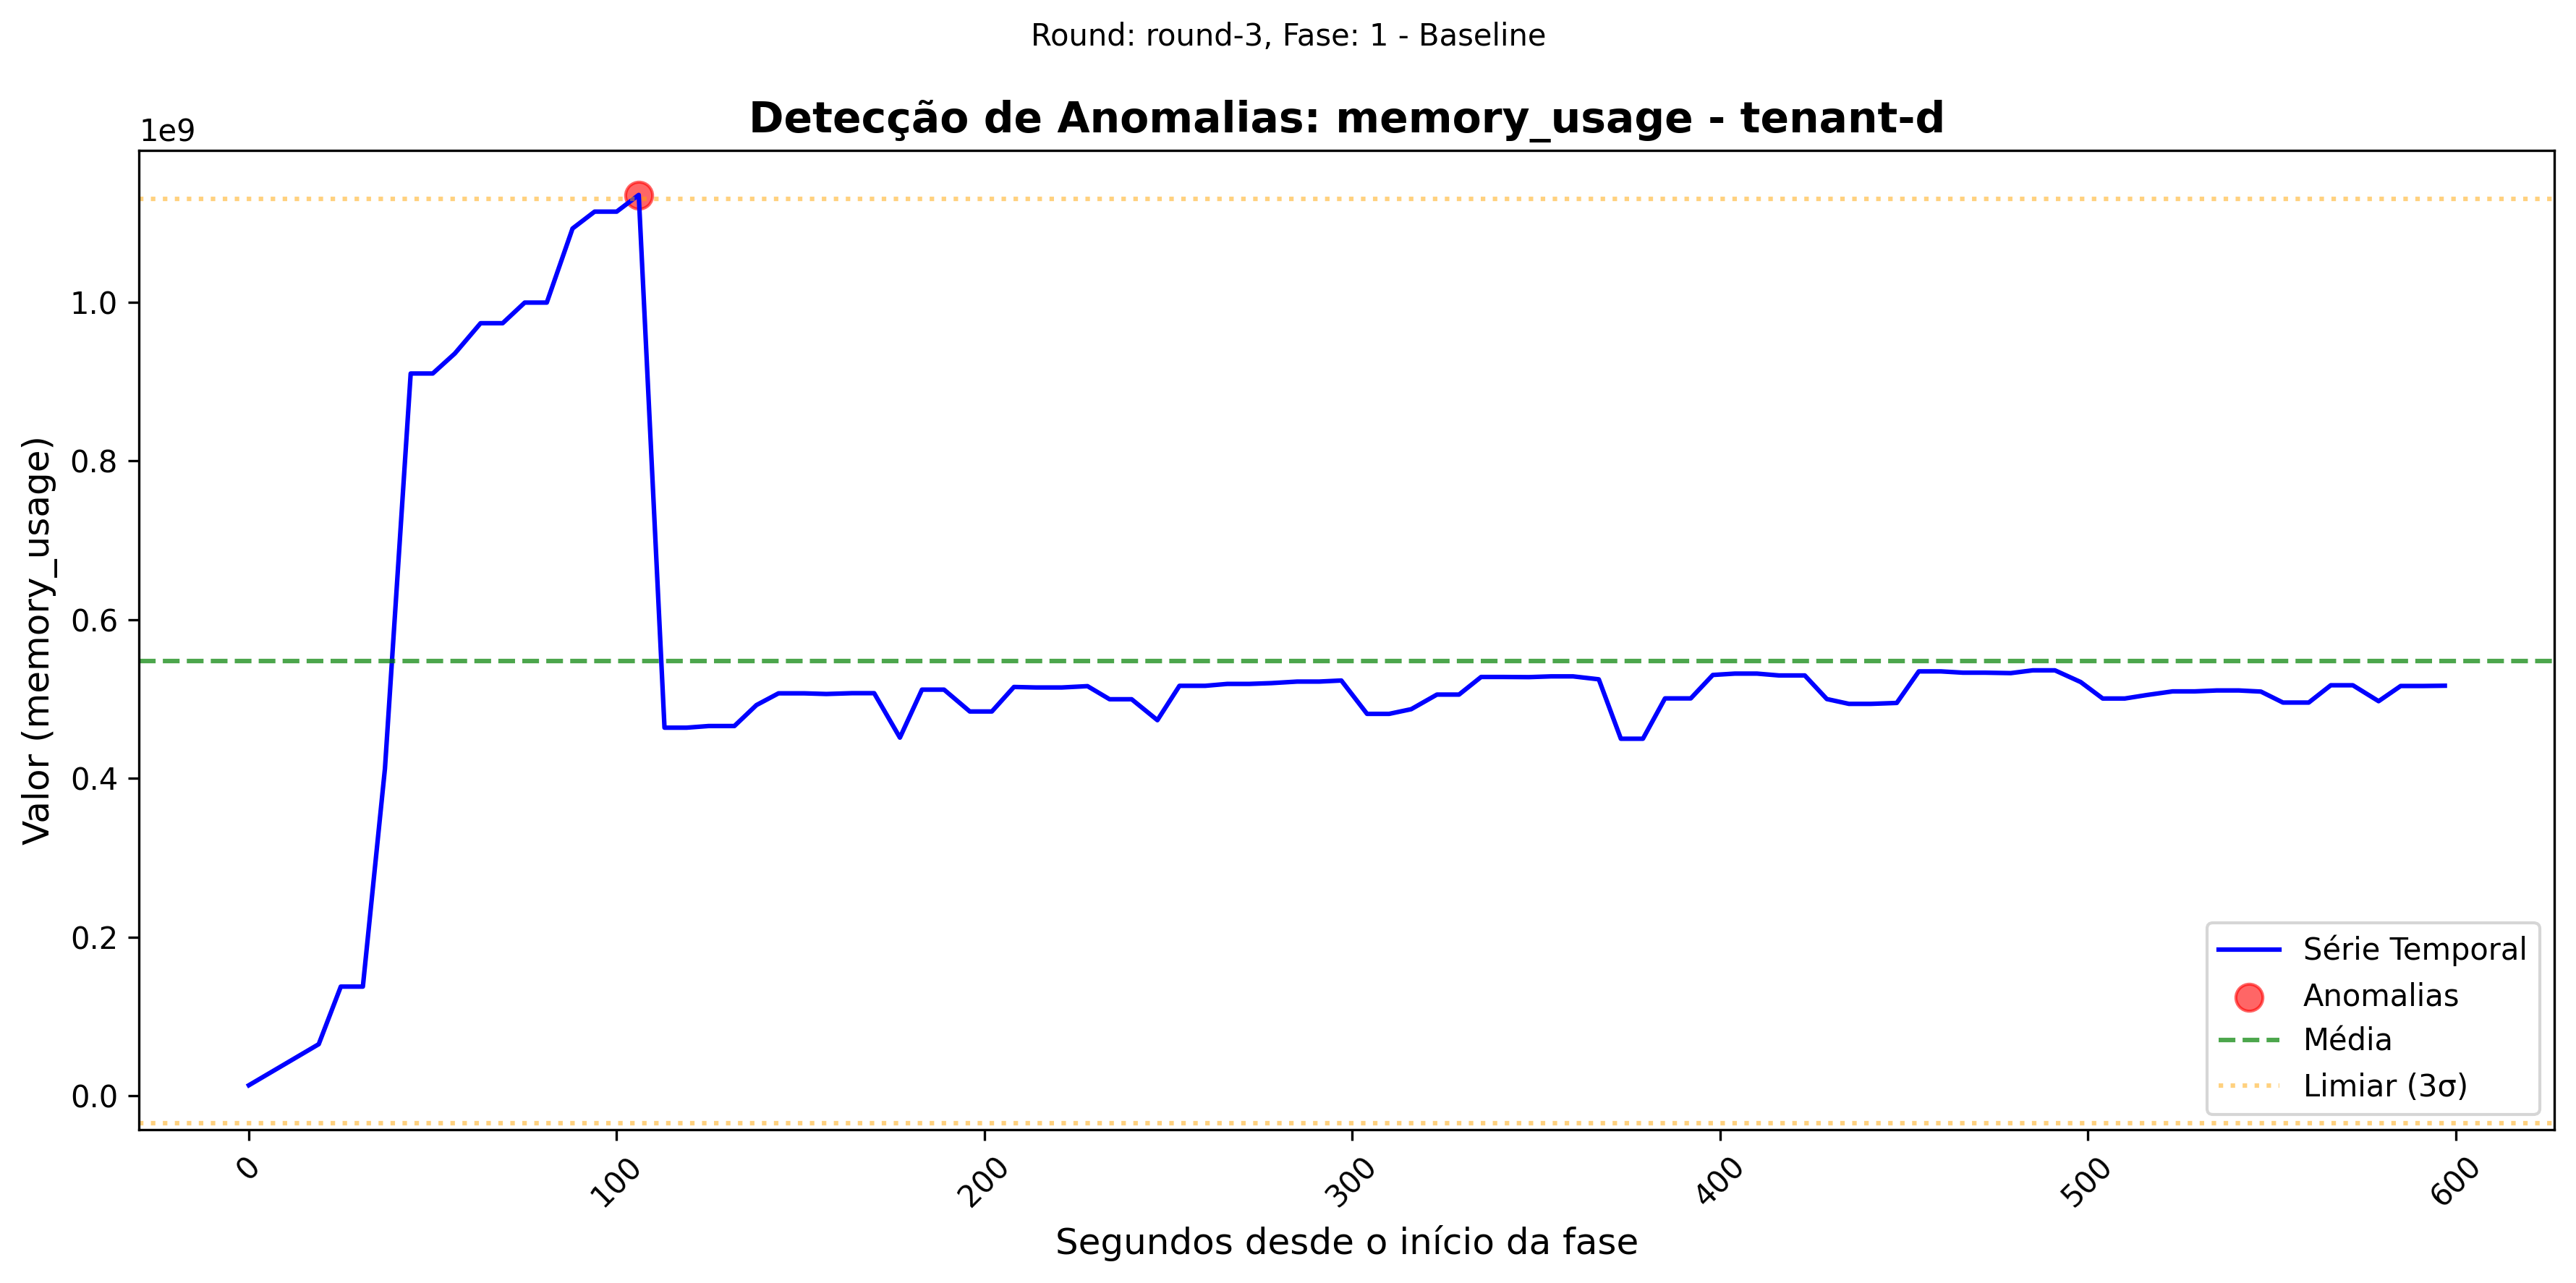 Round: round-3, Fase: 1 - Baseline
Detecção de Anomalias: memory_usage - tenant-d
1e9
1.0
0.8
0.6
0.4
0.2
0.0
Valor (memory_usage)
Série Temporal
Anomalias
Média
Limiar (3σ)
0
100
200
300
400
500
600
Segundos desde o início da fase